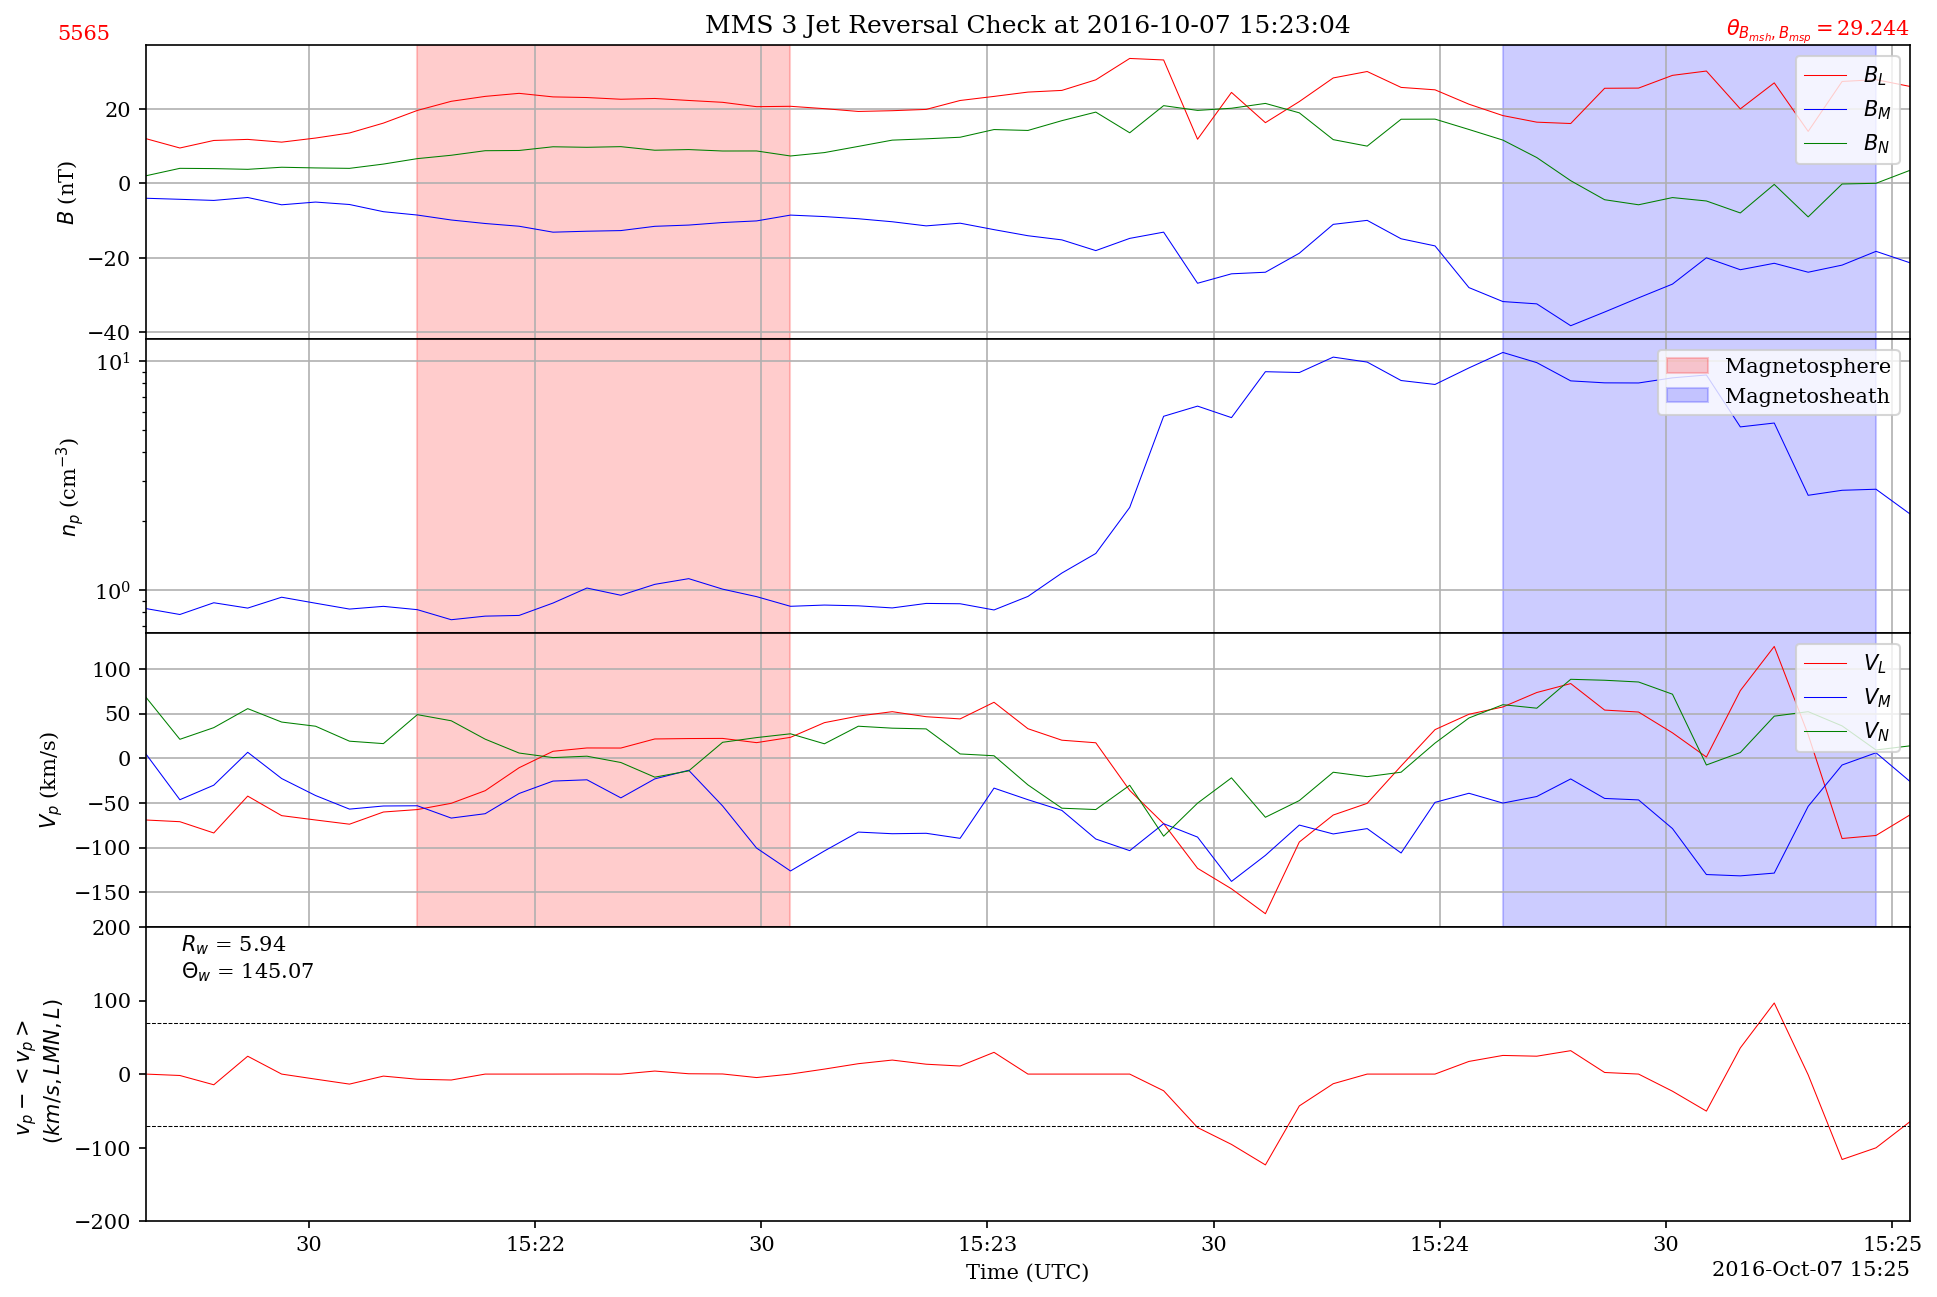 5565
MMS 3 Jet Reversal Check at 2016-10-07 15:23:04
θ_{B_{msh}, B_{msp}} = 29.244
B (nT)
20
0
−20
−40
B_L
B_M
B_N
n_p (cm^{−3})
10^1
10^0
Magnetosphere
Magnetosheath
V_p (km/s)
100
50
0
−50
−100
−150
V_L
V_M
V_N
v_p − < v_p >
(km/s, LMN, L)
200
100
0
−100
−200
R_w = 5.94
Θ_w = 145.07
30 15:22 30 15:23 30 15:24 30 15:25
Time (UTC)
2016-Oct-07 15:25